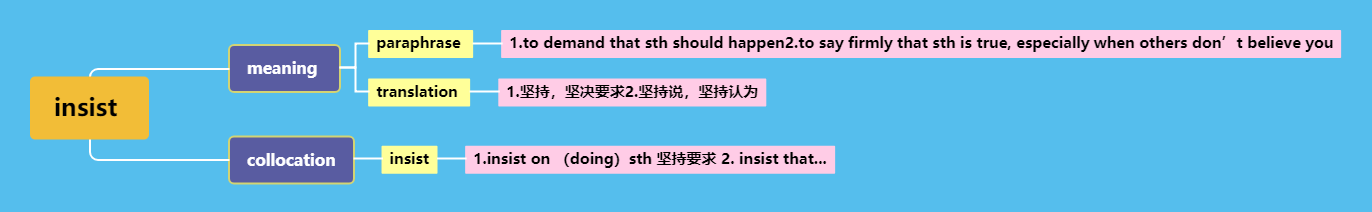 paraphrase
1.to demand that sth should happen2.to say firmly that sth is true, especially when others don’t believe you
meaning
translation
1.坚持，坚决要求2.坚持说，坚持认为
insist
collocation
insist
1.insist on （doing）sth 坚持要求 2. insist that...